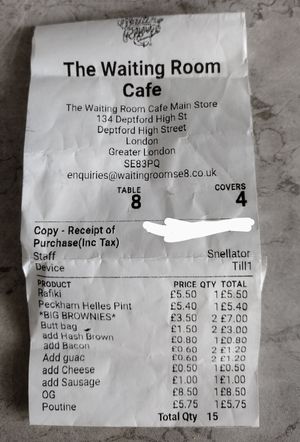 The Waiting Room
Cafe
The Waiting Room Cafe Main Store
134 Deptford High St
Deptford High Street
London
Greater London
SE83PQ
enquiries@waitingroomse8.co.uk
TABLE COVERS
8 4
Copy - Receipt of
Purchase(Inc Tax)
Staff Snellator
Device Till1
PRODUCT PRICE QTY TOTAL
Rafiki £5.50 1 £5.50
Peckham Helles Pint £5.40 1 £5.40
*BIG BROWNIES* £3.50 2 £7.00
Butt bag £1.50 2 £3.00
add Hash Brown £0.80 1 £0.80
add Bacon £0.60 2 £1.20
Add guac £0.60 2 £1.20
add Cheese £0.50 1 £0.50
add Sausage £1.00 1 £1.00
OG £8.50 1 £8.50
Poutine £5.75 1 £5.75
Total Qty 15